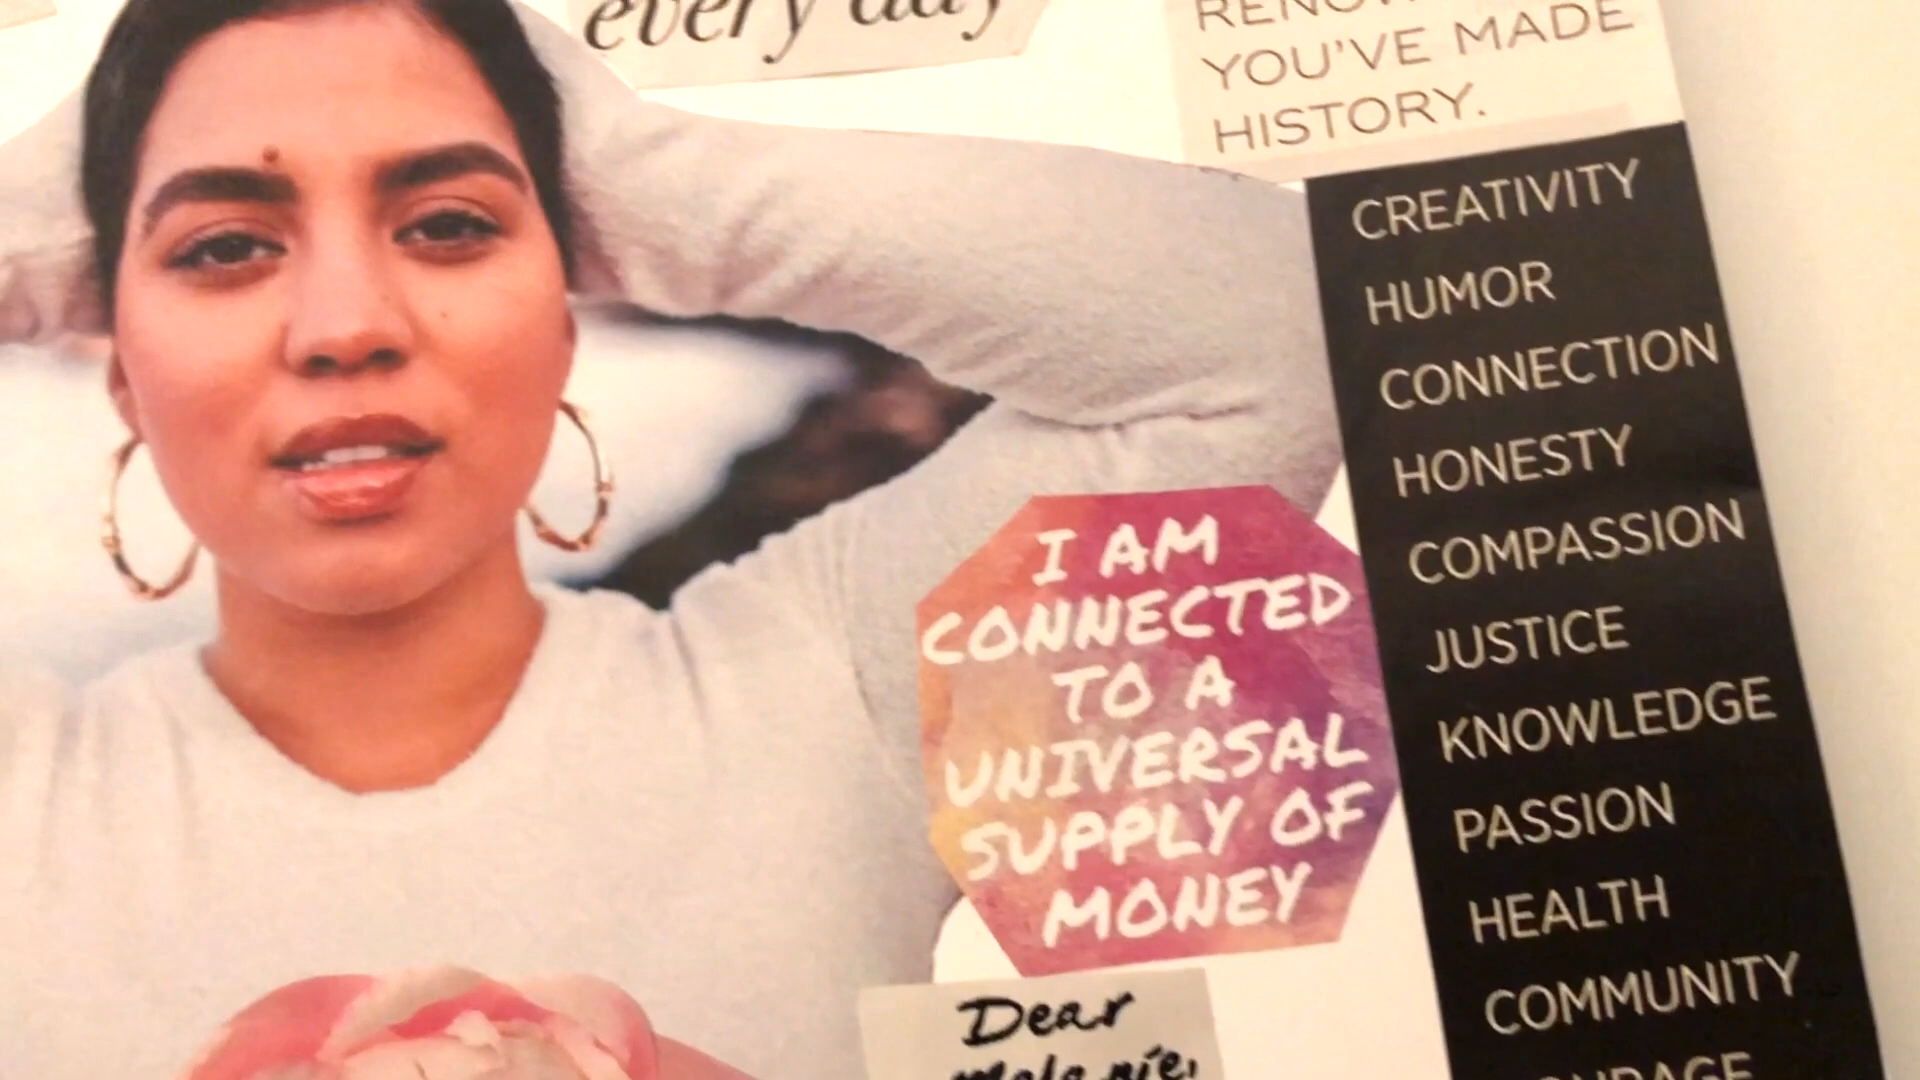 every day
YOU'VE MADE
HISTORY.
CREATIVITY
HUMOR
CONNECTION
HONESTY
COMPASSION
JUSTICE
KNOWLEDGE
PASSION
HEALTH
COMMUNITY
I AM
CONNECTED
TO A
UNIVERSAL
SUPPLY OF
MONEY
Dear